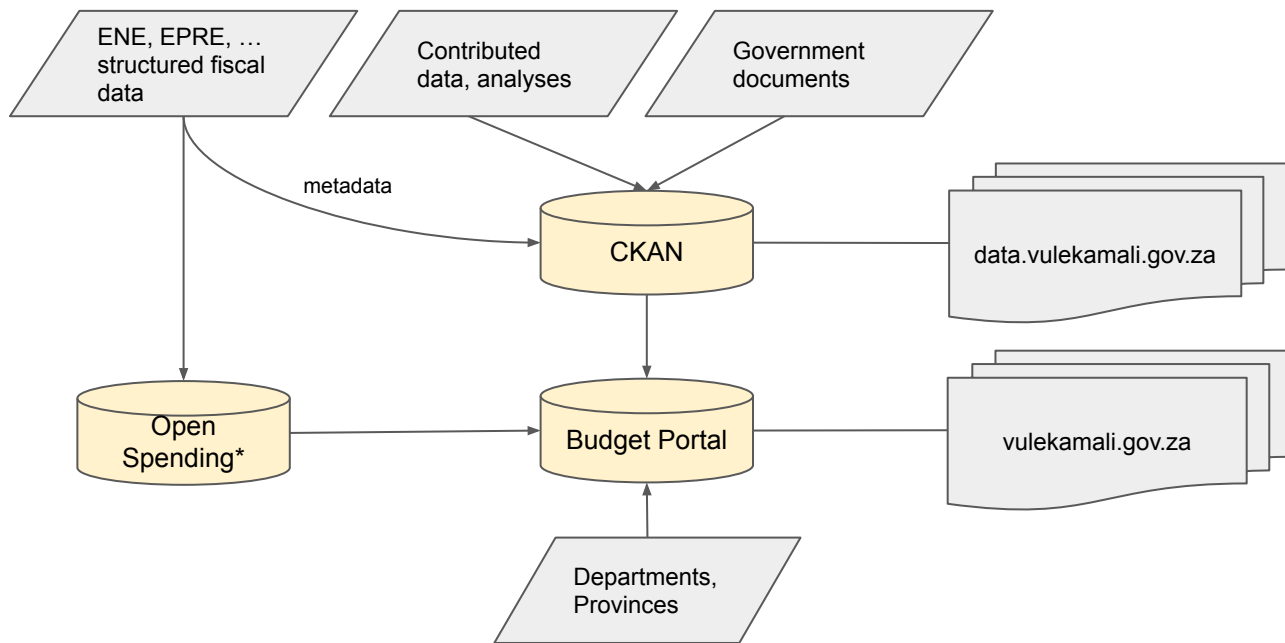 ENE, EPRE, …
structured fiscal
data
Contributed
data, analyses
Government
documents
metadata
CKAN
data.vulekamali.gov.za
Open
Spending*
Budget Portal
vulekamali.gov.za
Departments,
Provinces